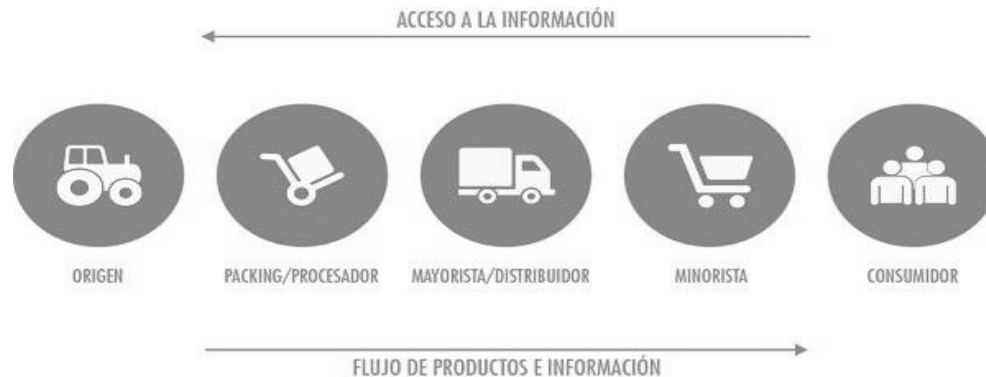 ACCESO A LA INFORMACIÓN
ORIGEN
PACKING/PROCESADOR
MAYORISTA/DISTRIBUIDOR
MINORISTA
CONSUMIDOR
FLUJO DE PRODUCTOS E INFORMACIÓN